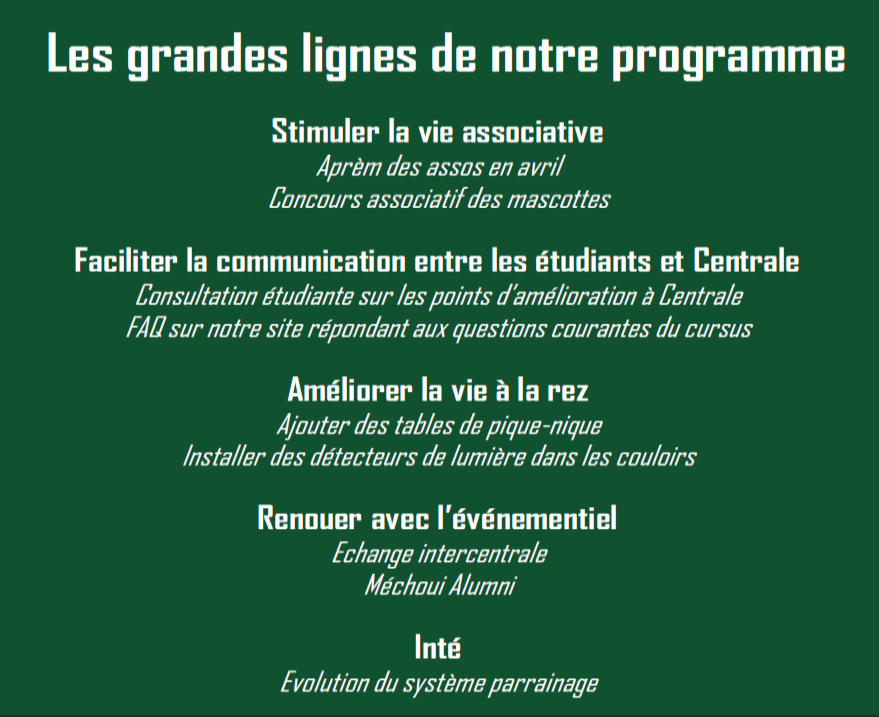 Les grandes lignes de notre programme
Stimuler la vie associative
Aprèm des assos en avril
Concours associatif des mascottes
Faciliter la communication entre les étudiants et Centrale
Consultation étudiante sur les points d'amélioration à Centrale
FAQ sur notre site répondant aux questions courantes du cursus
Améliorer la vie à la rez
Ajouter des tables de pique-nique
Installer des détecteurs de lumière dans les couloirs
Renouer avec l'événementiel
Echange intercentrale
Méchoui Alumni
Inté
Evolution du système parrainage